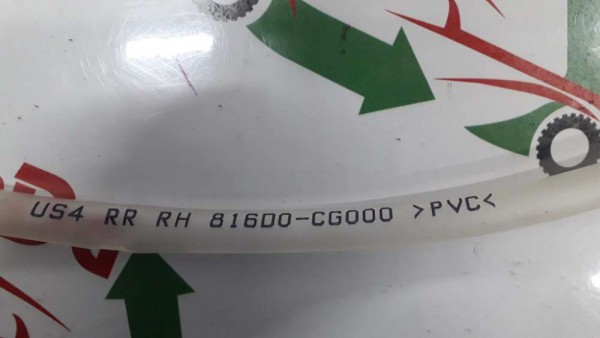 US4 RR RH 816D0-CG000 >PVC<